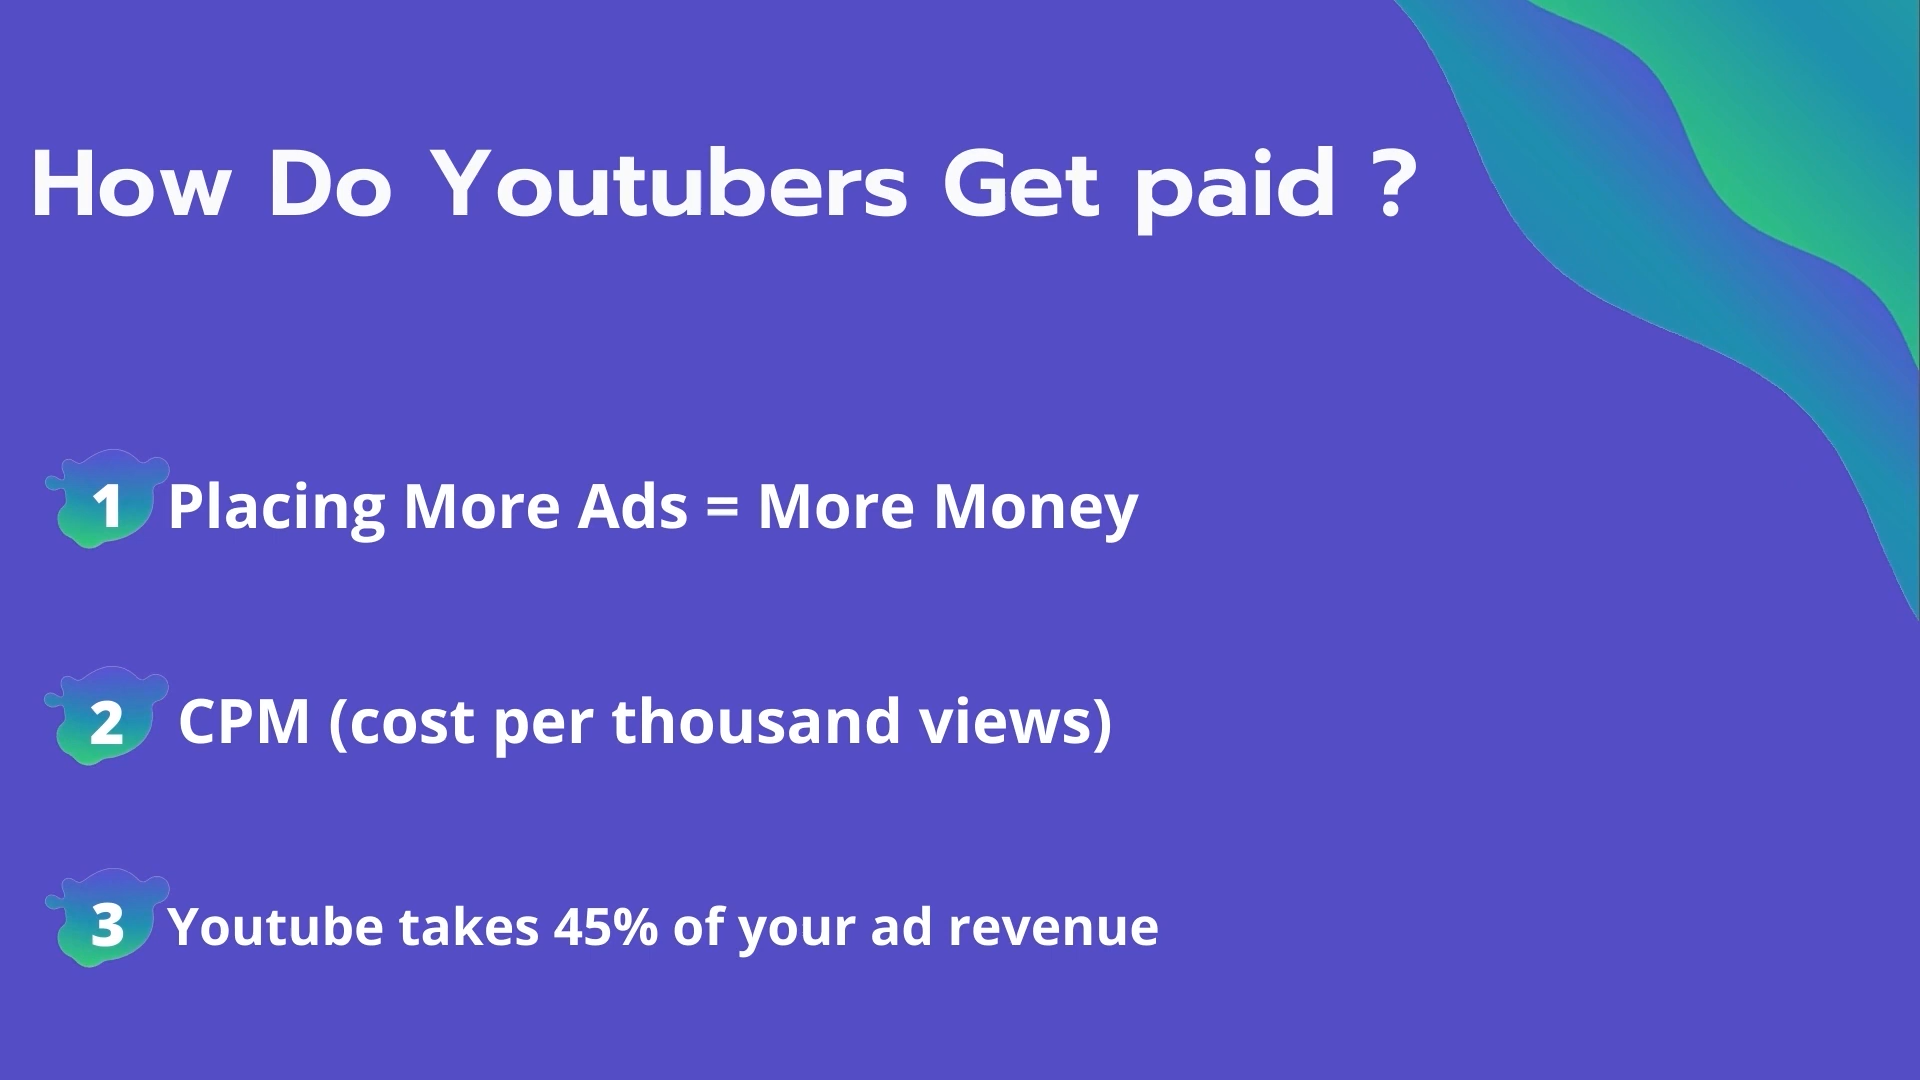 How Do Youtubers Get paid ?
1 Placing More Ads = More Money
2 CPM (cost per thousand views)
3 Youtube takes 45% of your ad revenue